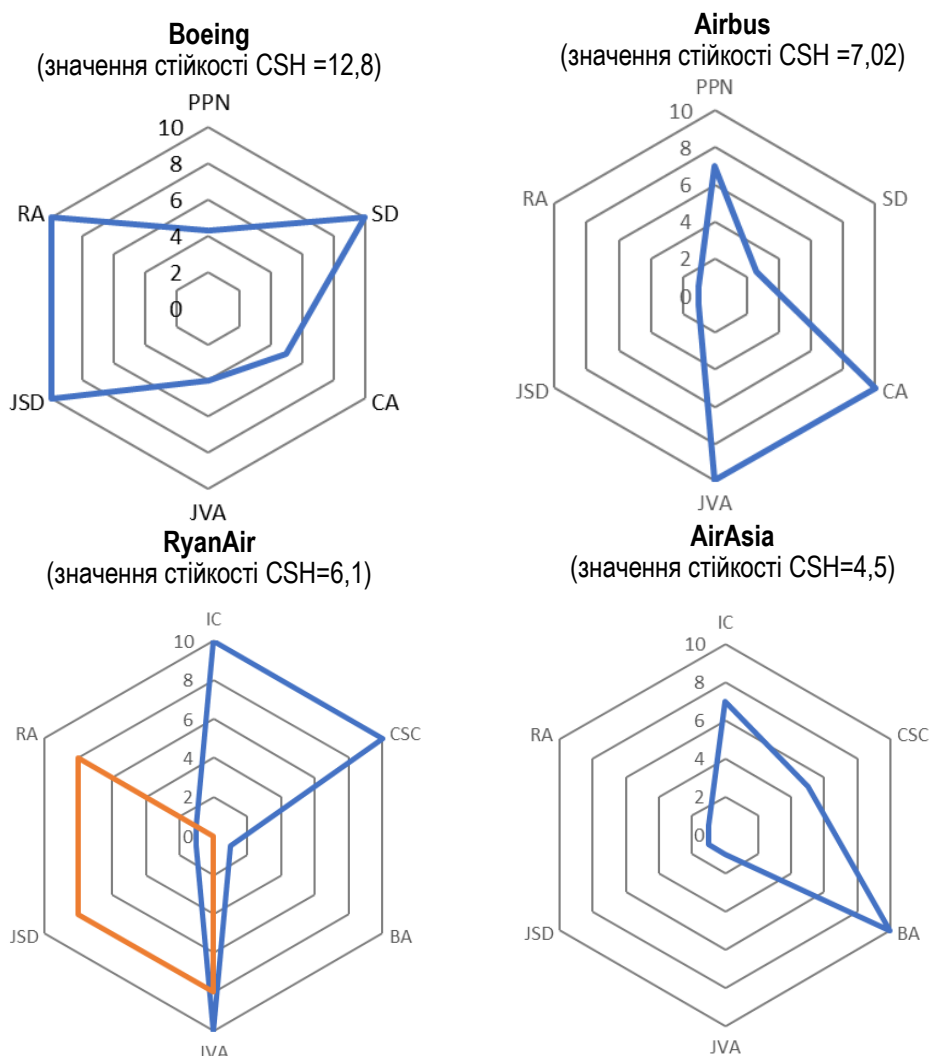 Boeing
(значення стійкості CSH =12,8)
PPN
10
8
6
4
2
0
RA
SD
JSD
CA
JVA
Airbus
(значення стійкості CSH =7,02)
PPN
10
8
6
4
2
0
RA
SD
JSD
CA
JVA
RyanAir
(значення стійкості CSH=6,1)
IC
10
8
6
4
2
0
RA
CSC
JSD
BA
JVA
AirAsia
(значення стійкості CSH=4,5)
IC
10
8
6
4
2
0
RA
CSC
JSD
BA
JVA